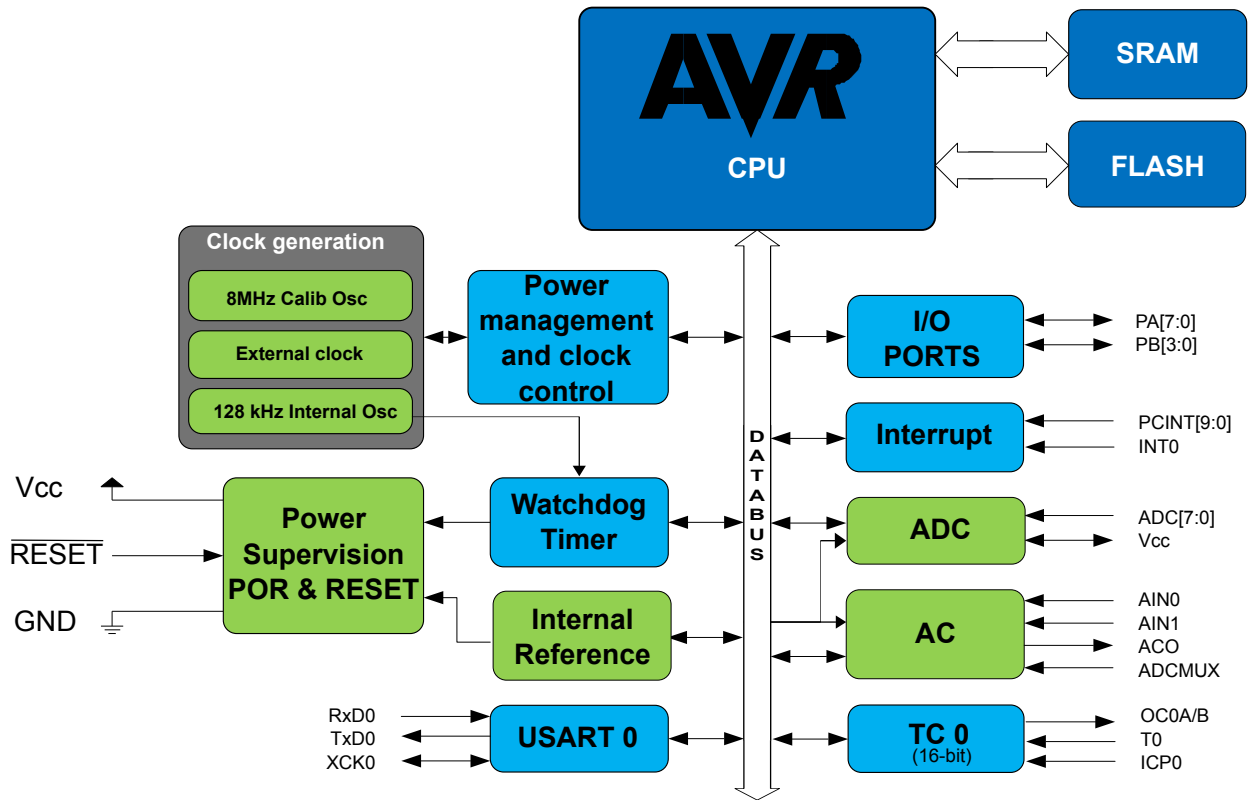 AVR
CPU
SRAM
FLASH
Clock generation
8MHz Calib Osc
External clock
128 kHz Internal Osc
Power
management
and clock
control
I/O
PORTS
PA[7:0]
PB[3:0]
Interrupt
PCINT[9:0]
INT0
DATABUS
Vcc
RESET
GND
Power
Supervision
POR & RESET
Watchdog
Timer
ADC
ADC[7:0]
Vcc
Internal
Reference
AC
AIN0
AIN1
ACO
ADCMUX
RxD0
TxD0
XCK0
USART 0
TC 0
(16-bit)
OC0A/B
T0
ICP0